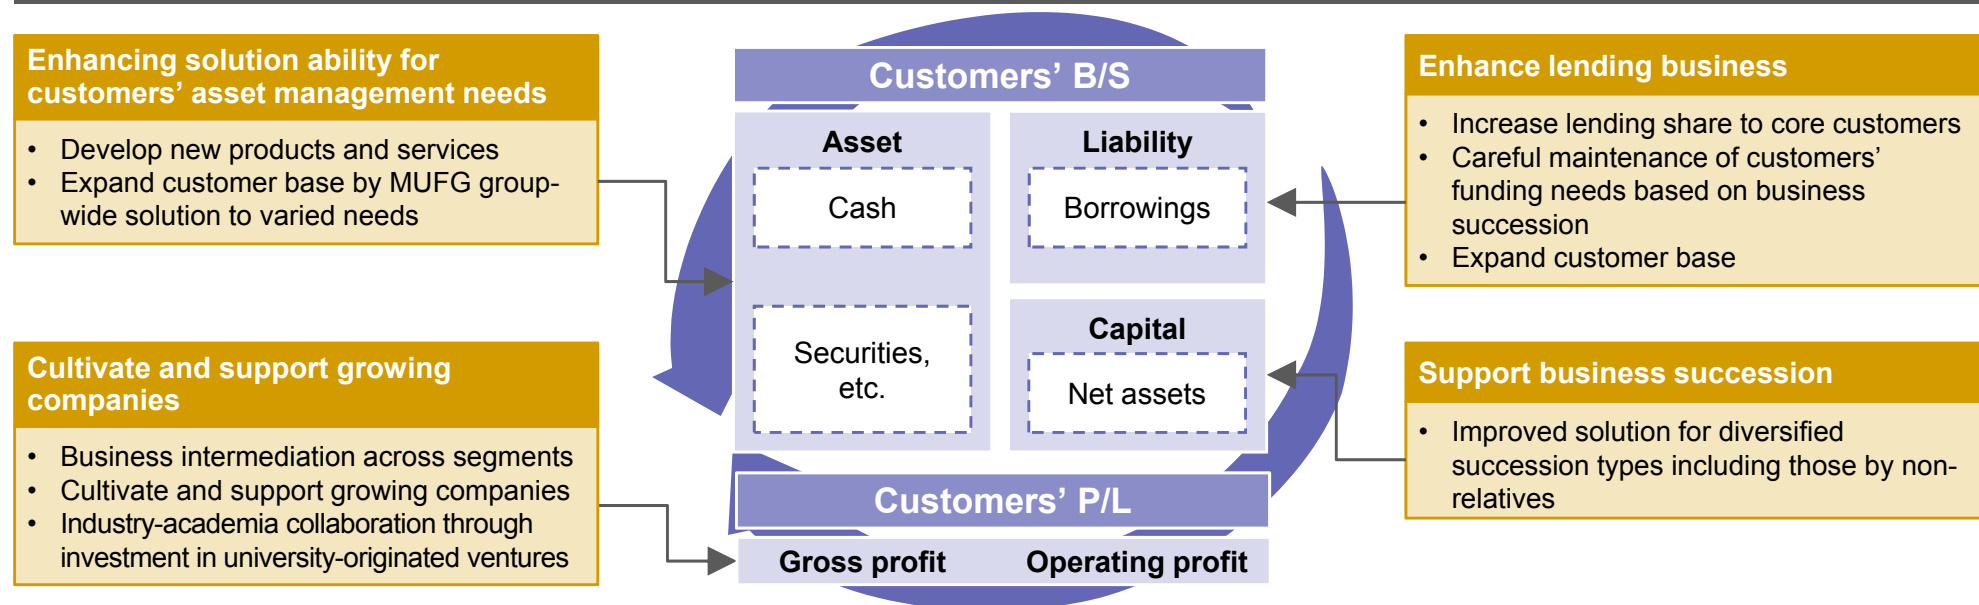 Enhancing solution ability for
customers’ asset management needs
• Develop new products and services
• Expand customer base by MUFG group-
wide solution to varied needs
Cultivate and support growing
companies
• Business intermediation across segments
• Cultivate and support growing companies
• Industry-academia collaboration through
investment in university-originated ventures
Customers’ B/S
Asset
Cash
Securities,
etc.
Liability
Borrowings
Capital
Net assets
Customers’ P/L
Gross profit
Operating profit
Enhance lending business
• Increase lending share to core customers
• Careful maintenance of customers’
funding needs based on business
succession
• Expand customer base
Support business succession
• Improved solution for diversified
succession types including those by non-
relatives